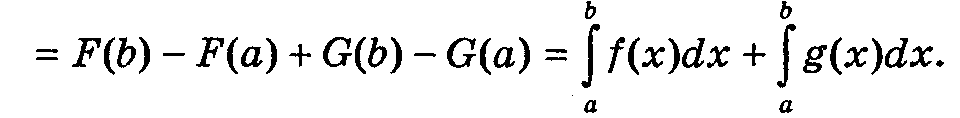 = F(b) − F(a) + G(b) − G(a) = ∫_a^b f(x)dx + ∫_a^b g(x)dx.